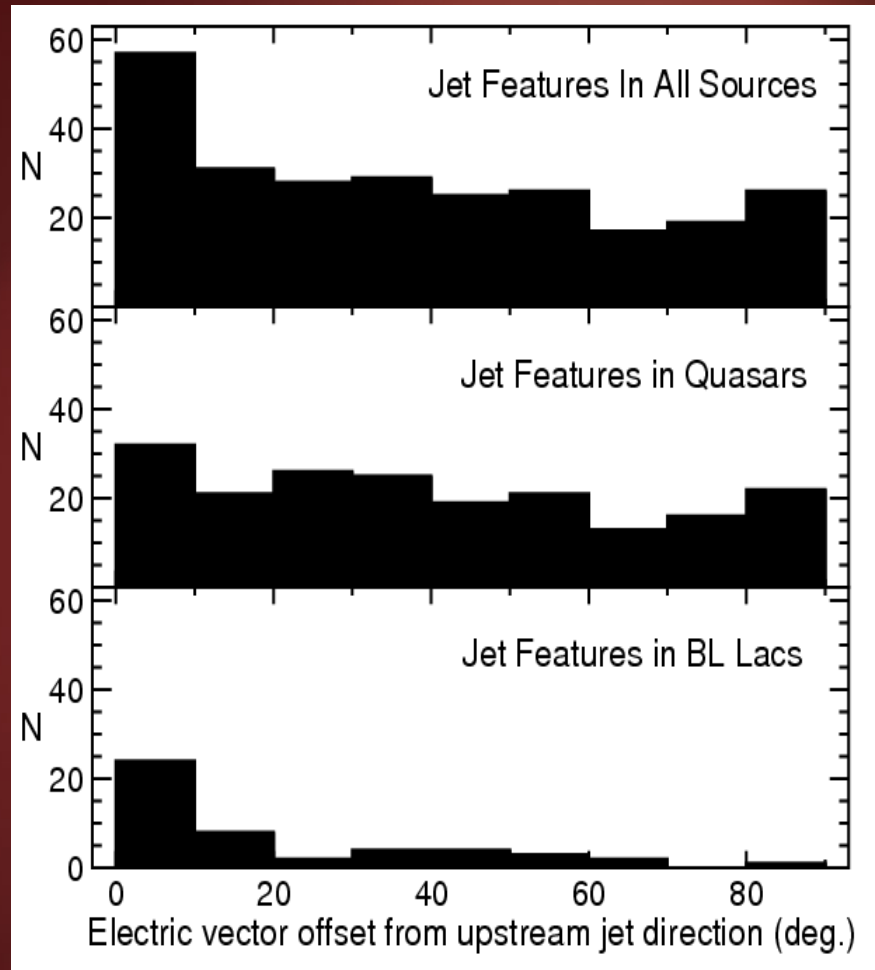 60
Jet Features In All Sources
40
N
20
60
Jet Features in Quasars
40
N
20
60
Jet Features in BL Lacs
40
N
20
0
0 20 40 60 80
Electric vector offset from upstream jet direction (deg.)